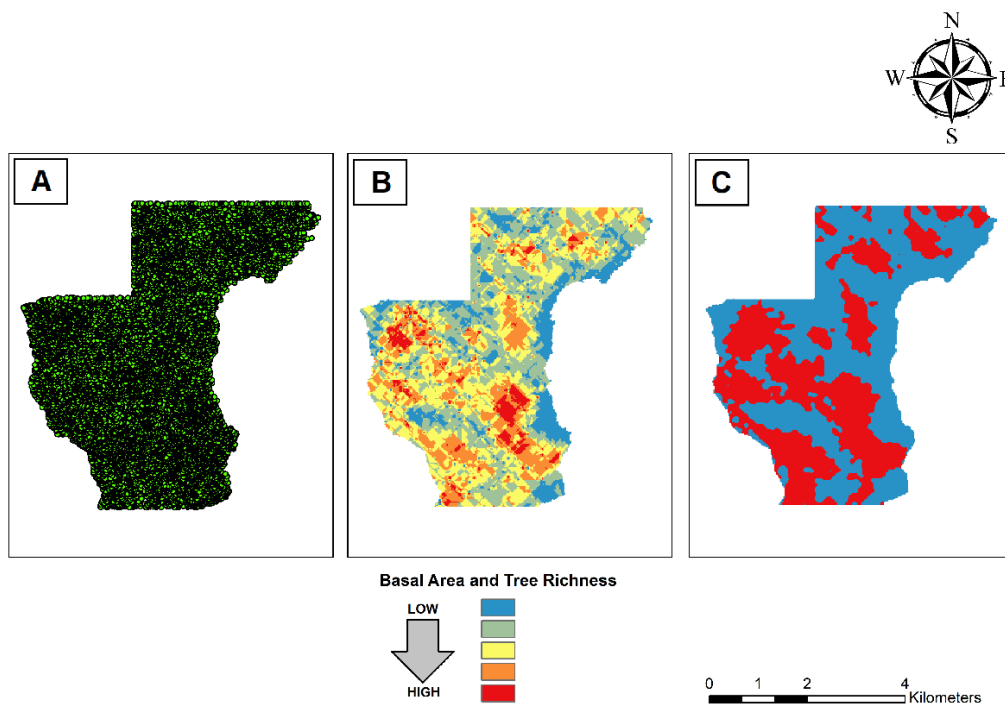 N
W E
S
A
B
C
Basal Area and Tree Richness
LOW
HIGH
0 1 2 4
Kilometers